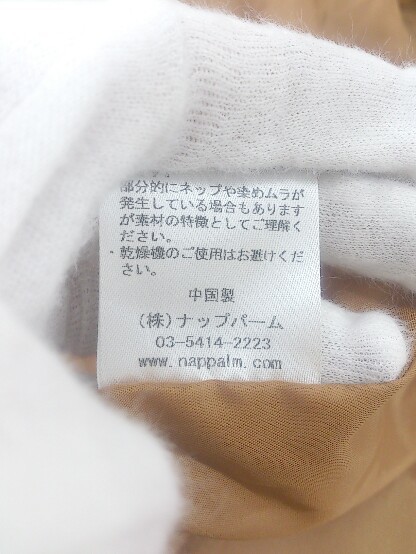 部分的にネップや染めムラが
発生している場合もあります
が素材の特徴としてご理解く
ださい。
・乾燥機のご使用はお避けくだ
さい。
中国製
(株)ナップパーム
03-5414-2223
www.nappalm.com